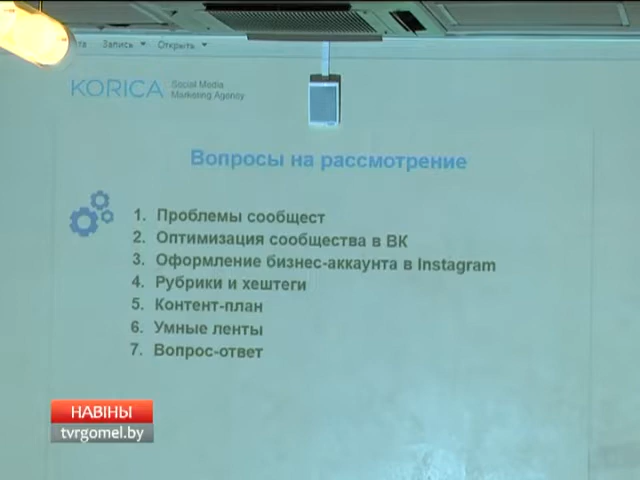 Запись Открыть
KORICA Social Media
Marketing Agency
Вопросы на рассмотрение
1. Проблемы сообщест
2. Оптимизация сообщества в ВК
3. Оформление бизнес-аккаунта в Instagram
4. Рубрики и хештеги
5. Контент-план
6. Умные ленты
7. Вопрос-ответ
НАВІНЫ
tvrgomel.by